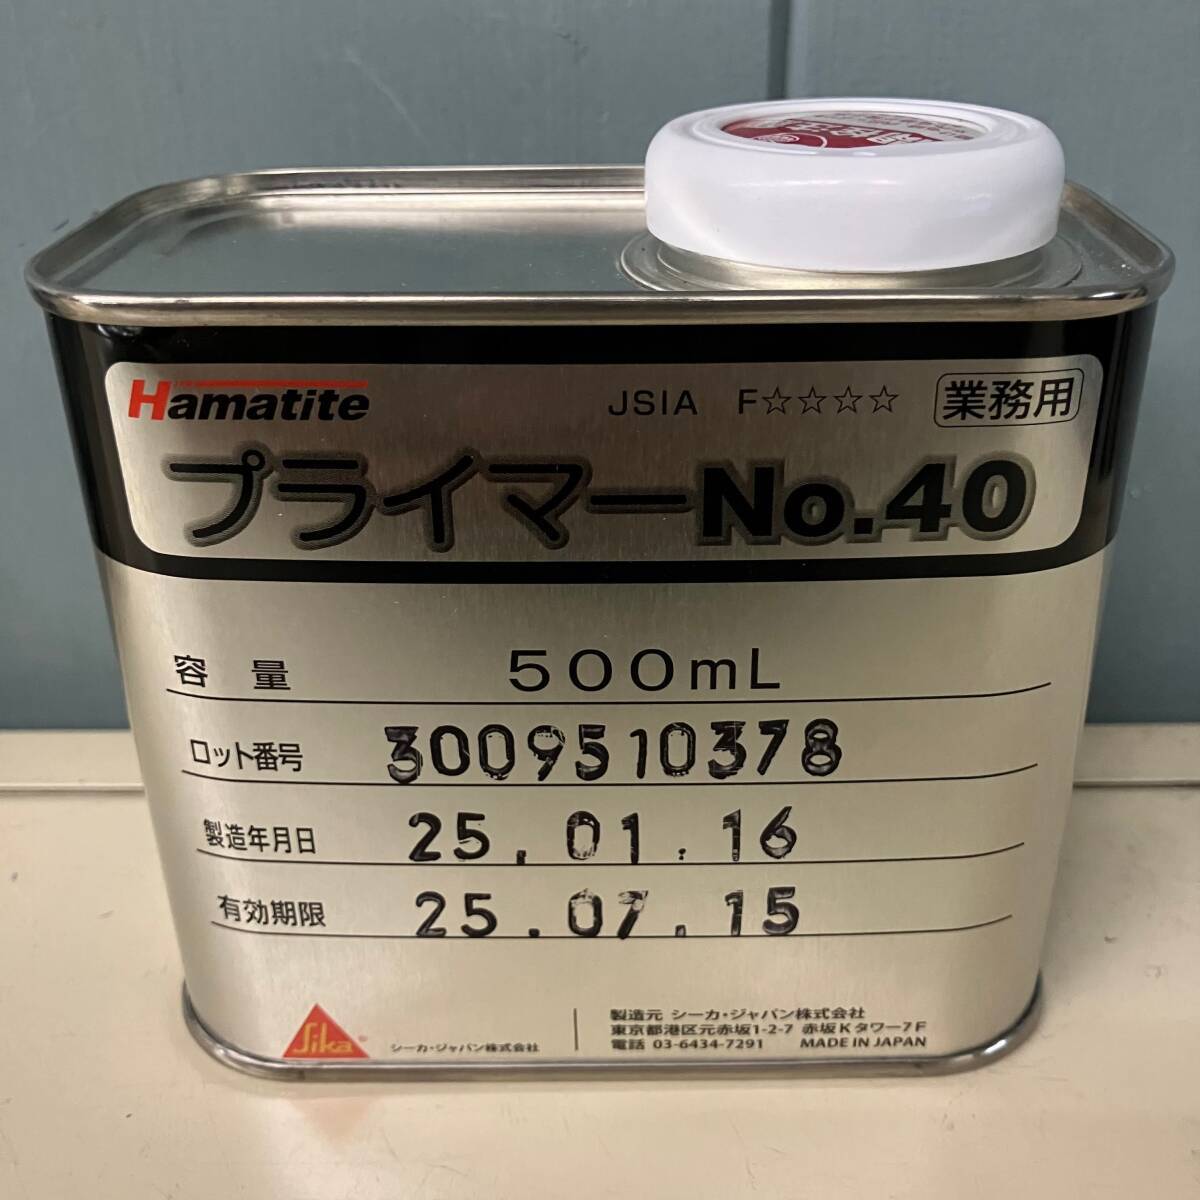 Hamatite
JSIA F☆☆☆☆ 業務用
プライマーNo.40
容量 500mL
ロット番号 3009510378
製造年月日 25.01.16
有効期限 25.07.15
Sika® シーカ・ジャパン株式会社
製造元 シーカ・ジャパン株式会社
東京都港区元赤坂1-2-7 赤坂Kタワー7F
電話 03-6434-7291 MADE IN JAPAN